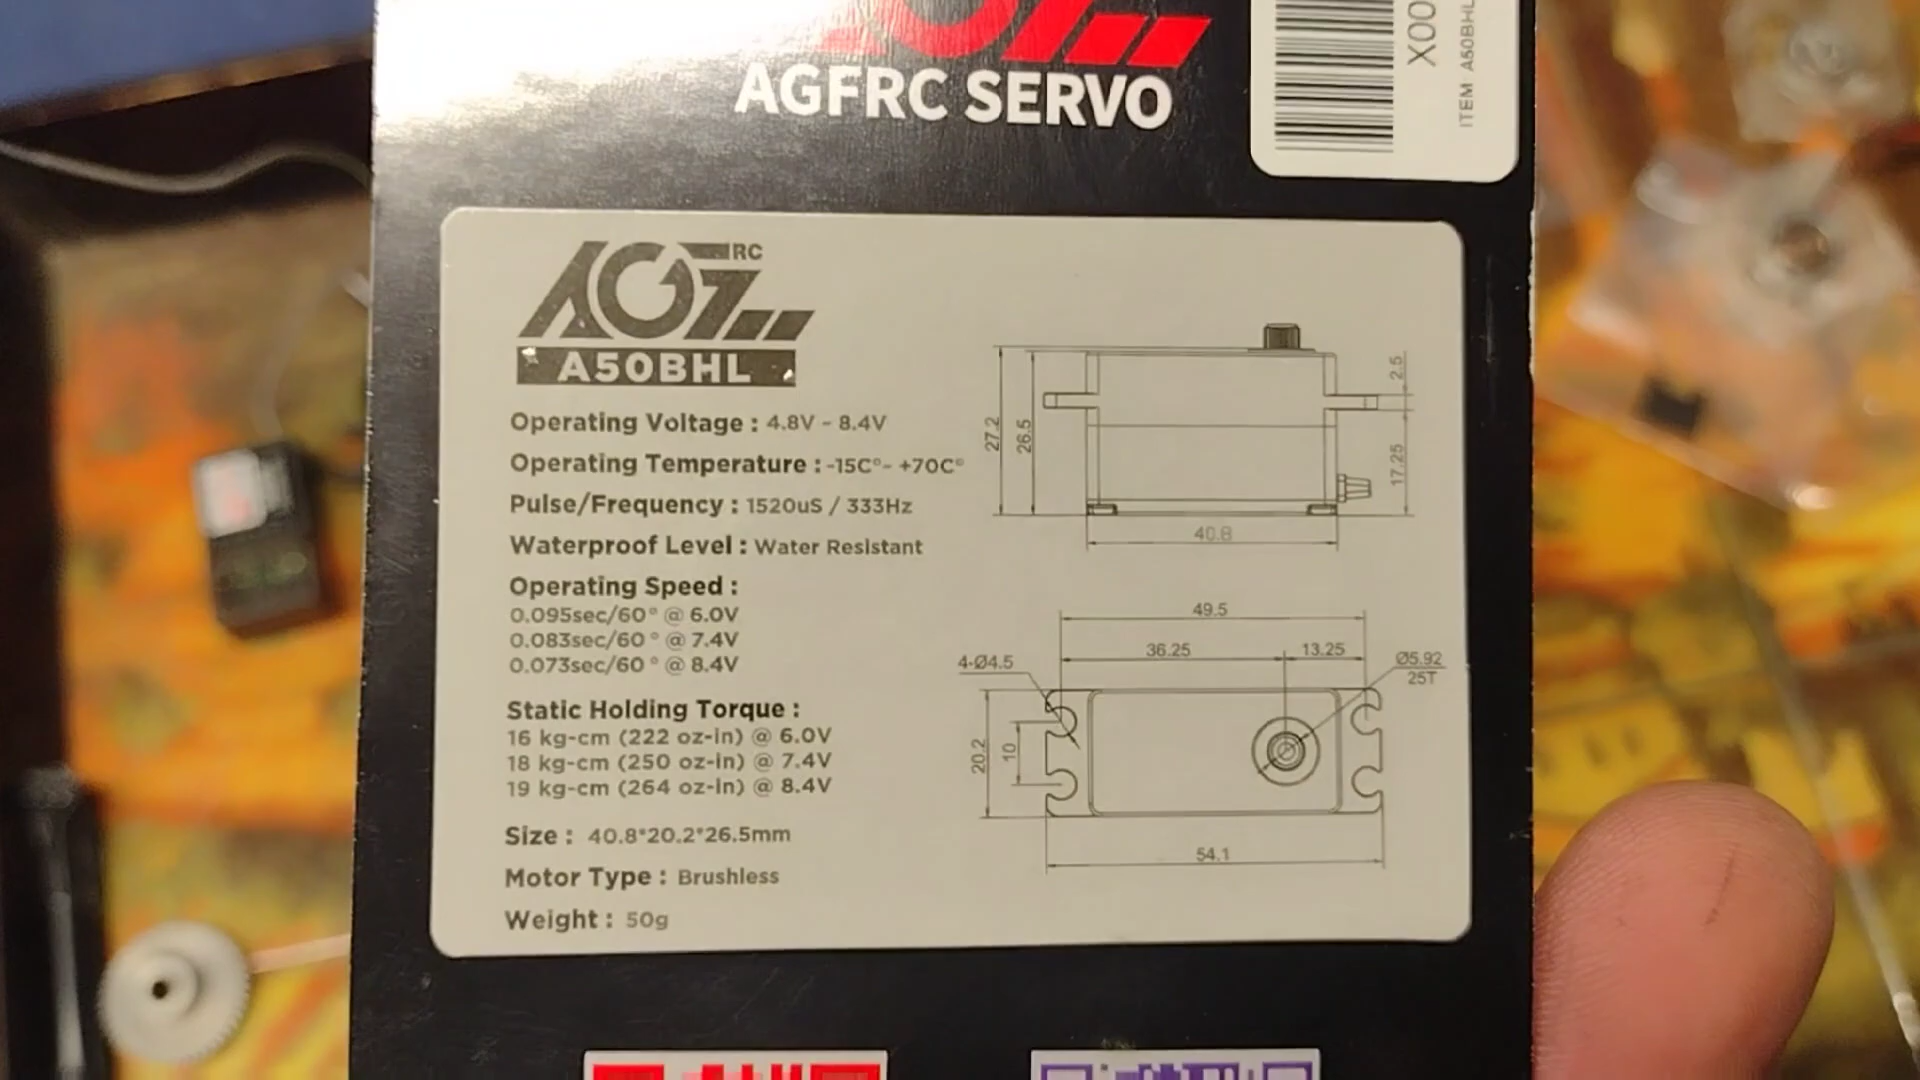 AGFRC SERVO
X00
ITEM A50BHL
RC
A50BHL
Operating Voltage : 4.8V - 8.4V
Operating Temperature : -15C°- +70C°
Pulse/Frequency : 1520uS / 333Hz
Waterproof Level : Water Resistant
Operating Speed :
0.095sec/60° @ 6.0V
0.083sec/60° @ 7.4V
0.073sec/60° @ 8.4V
Static Holding Torque :
16 kg-cm (222 oz-in) @ 6.0V
18 kg-cm (250 oz-in) @ 7.4V
19 kg-cm (264 oz-in) @ 8.4V
Size : 40.8*20.2*26.5mm
Motor Type : Brushless
Weight : 50g
27.2
26.5
2.5
17.25
40.8
49.5
36.25
13.25
4-Ø4.5
Ø5.92
25T
20.2
10
54.1